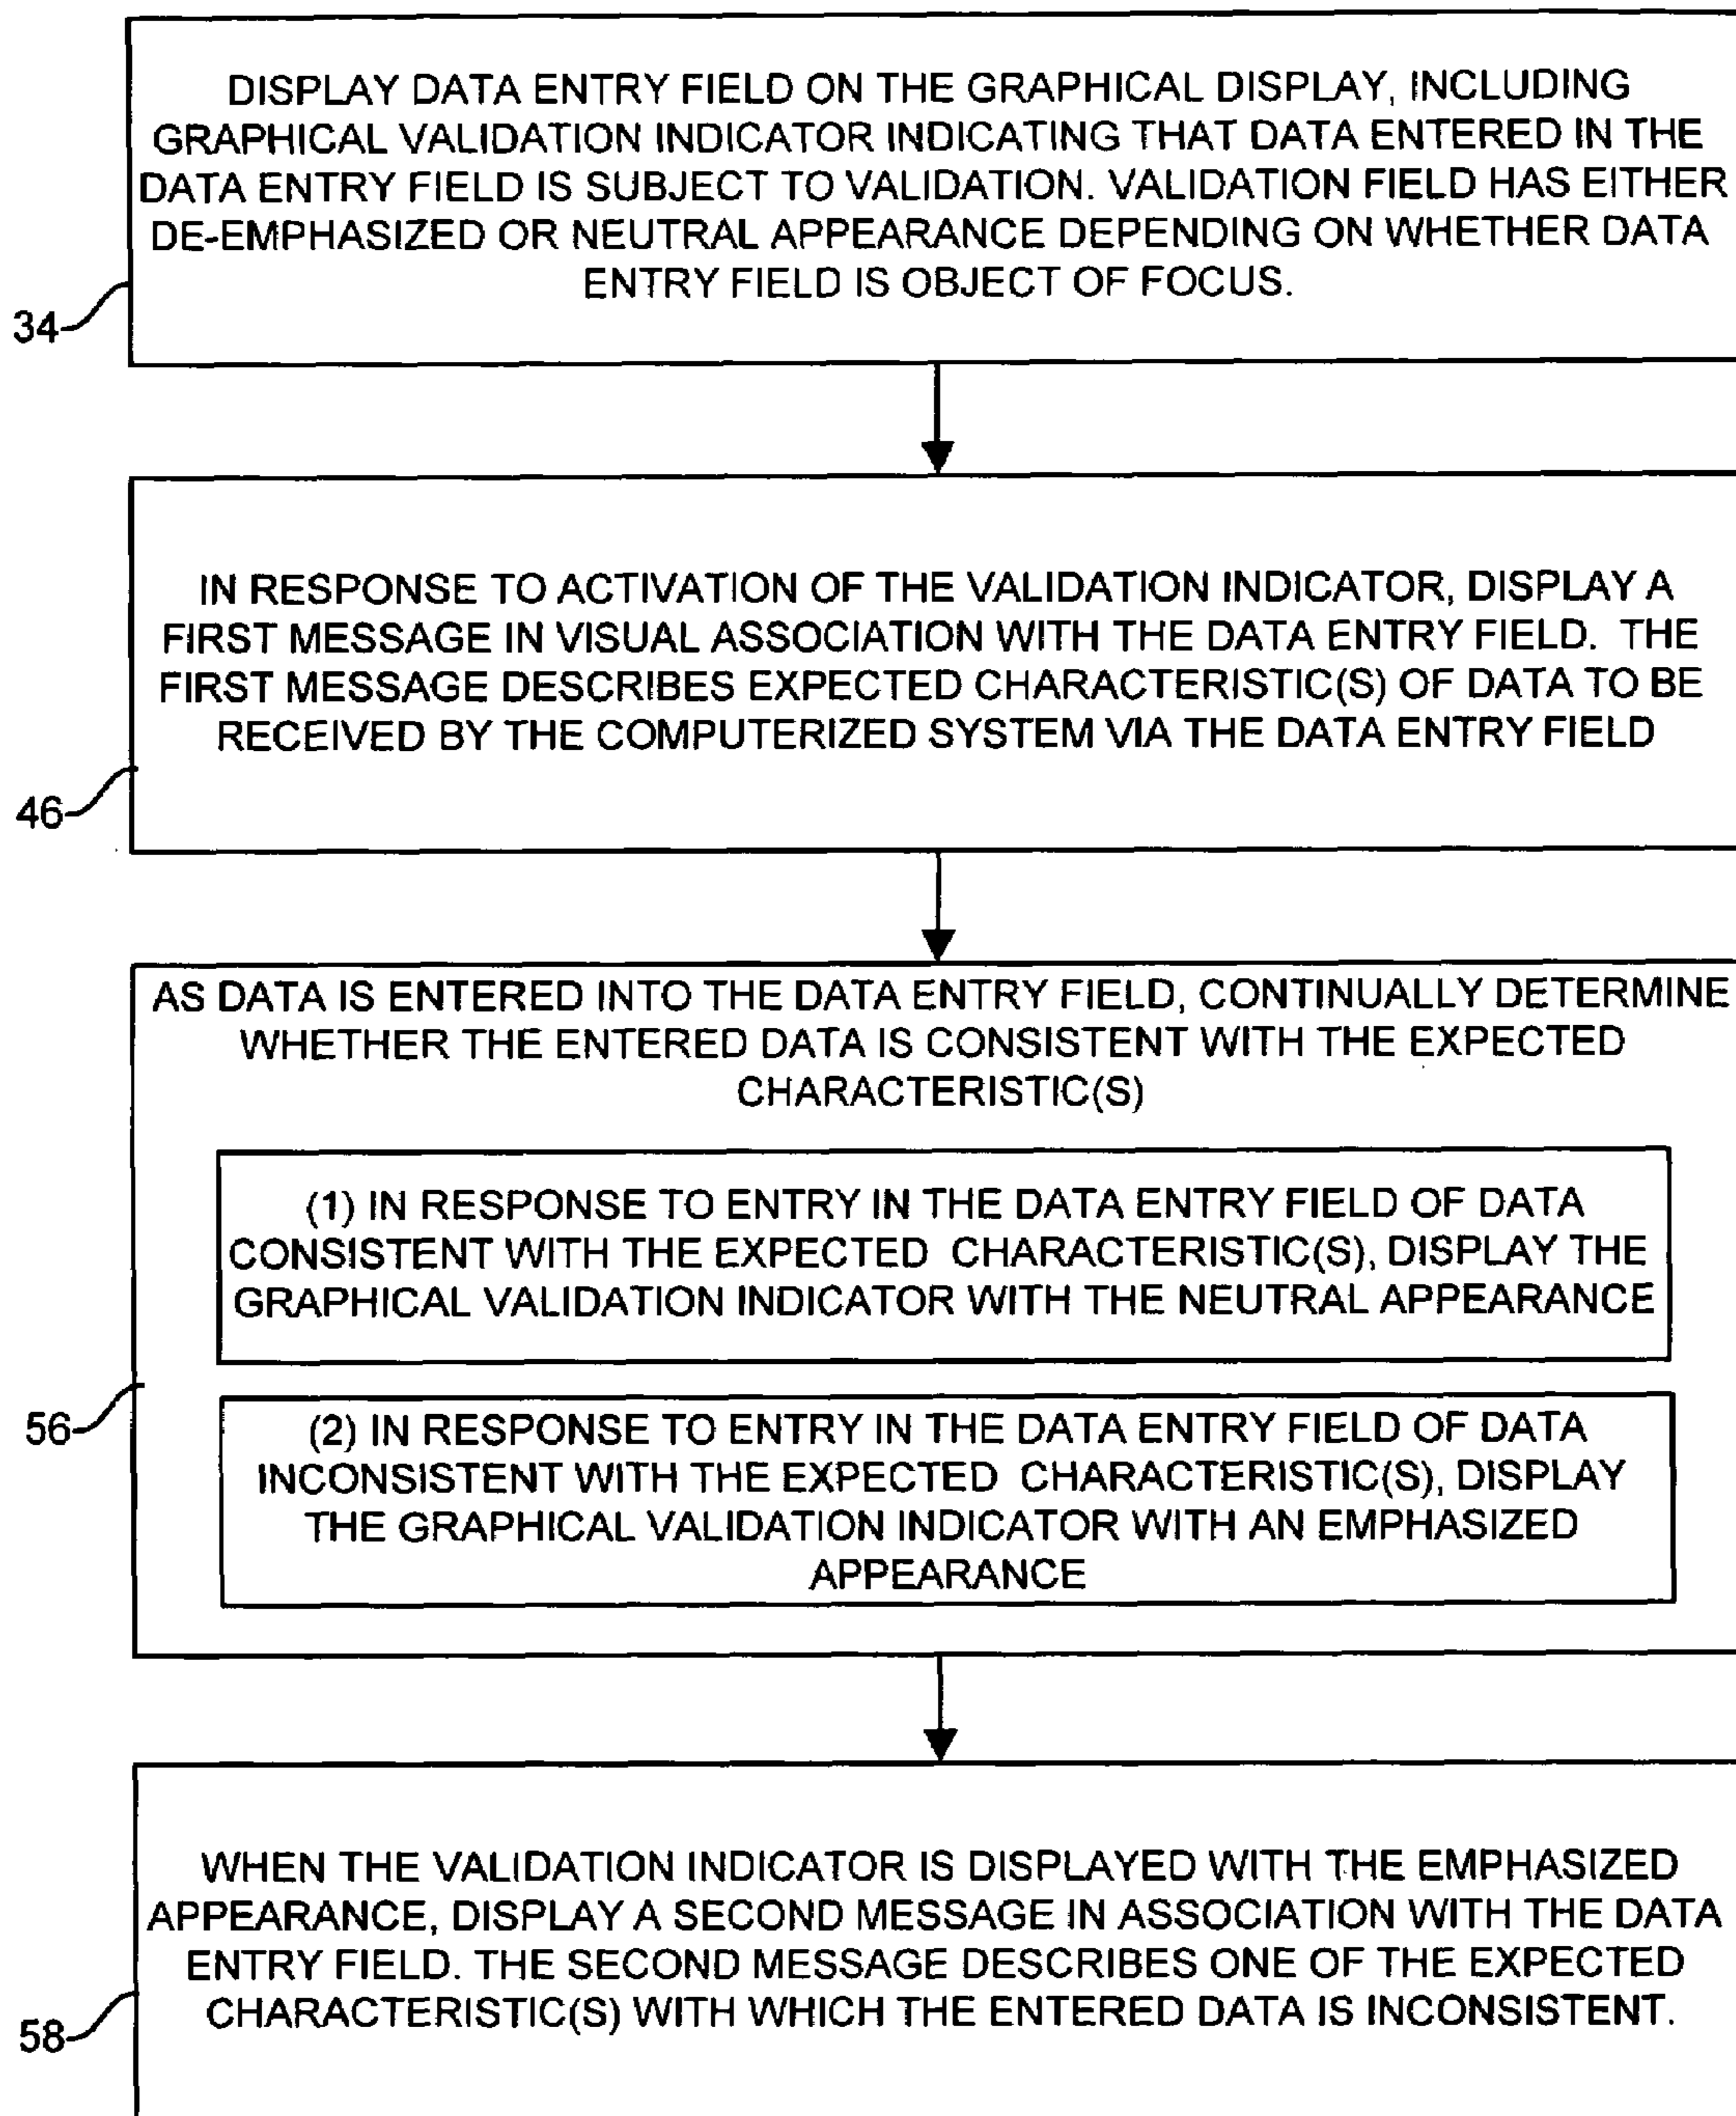 DISPLAY DATA ENTRY FIELD ON THE GRAPHICAL DISPLAY, INCLUDING
GRAPHICAL VALIDATION INDICATOR INDICATING THAT DATA ENTERED IN THE
DATA ENTRY FIELD IS SUBJECT TO VALIDATION. VALIDATION FIELD HAS EITHER
DE-EMPHASIZED OR NEUTRAL APPEARANCE DEPENDING ON WHETHER DATA
ENTRY FIELD IS OBJECT OF FOCUS.
34
IN RESPONSE TO ACTIVATION OF THE VALIDATION INDICATOR, DISPLAY A
FIRST MESSAGE IN VISUAL ASSOCIATION WITH THE DATA ENTRY FIELD. THE
FIRST MESSAGE DESCRIBES EXPECTED CHARACTERISTIC(S) OF DATA TO BE
RECEIVED BY THE COMPUTERIZED SYSTEM VIA THE DATA ENTRY FIELD
46
AS DATA IS ENTERED INTO THE DATA ENTRY FIELD, CONTINUALLY DETERMINE
WHETHER THE ENTERED DATA IS CONSISTENT WITH THE EXPECTED
CHARACTERISTIC(S)
(1) IN RESPONSE TO ENTRY IN THE DATA ENTRY FIELD OF DATA
CONSISTENT WITH THE EXPECTED CHARACTERISTIC(S), DISPLAY THE
GRAPHICAL VALIDATION INDICATOR WITH THE NEUTRAL APPEARANCE
56
(2) IN RESPONSE TO ENTRY IN THE DATA ENTRY FIELD OF DATA
INCONSISTENT WITH THE EXPECTED CHARACTERISTIC(S), DISPLAY
THE GRAPHICAL VALIDATION INDICATOR WITH AN EMPHASIZED
APPEARANCE
WHEN THE VALIDATION INDICATOR IS DISPLAYED WITH THE EMPHASIZED
APPEARANCE, DISPLAY A SECOND MESSAGE IN ASSOCIATION WITH THE DATA
ENTRY FIELD. THE SECOND MESSAGE DESCRIBES ONE OF THE EXPECTED
CHARACTERISTIC(S) WITH WHICH THE ENTERED DATA IS INCONSISTENT.
58